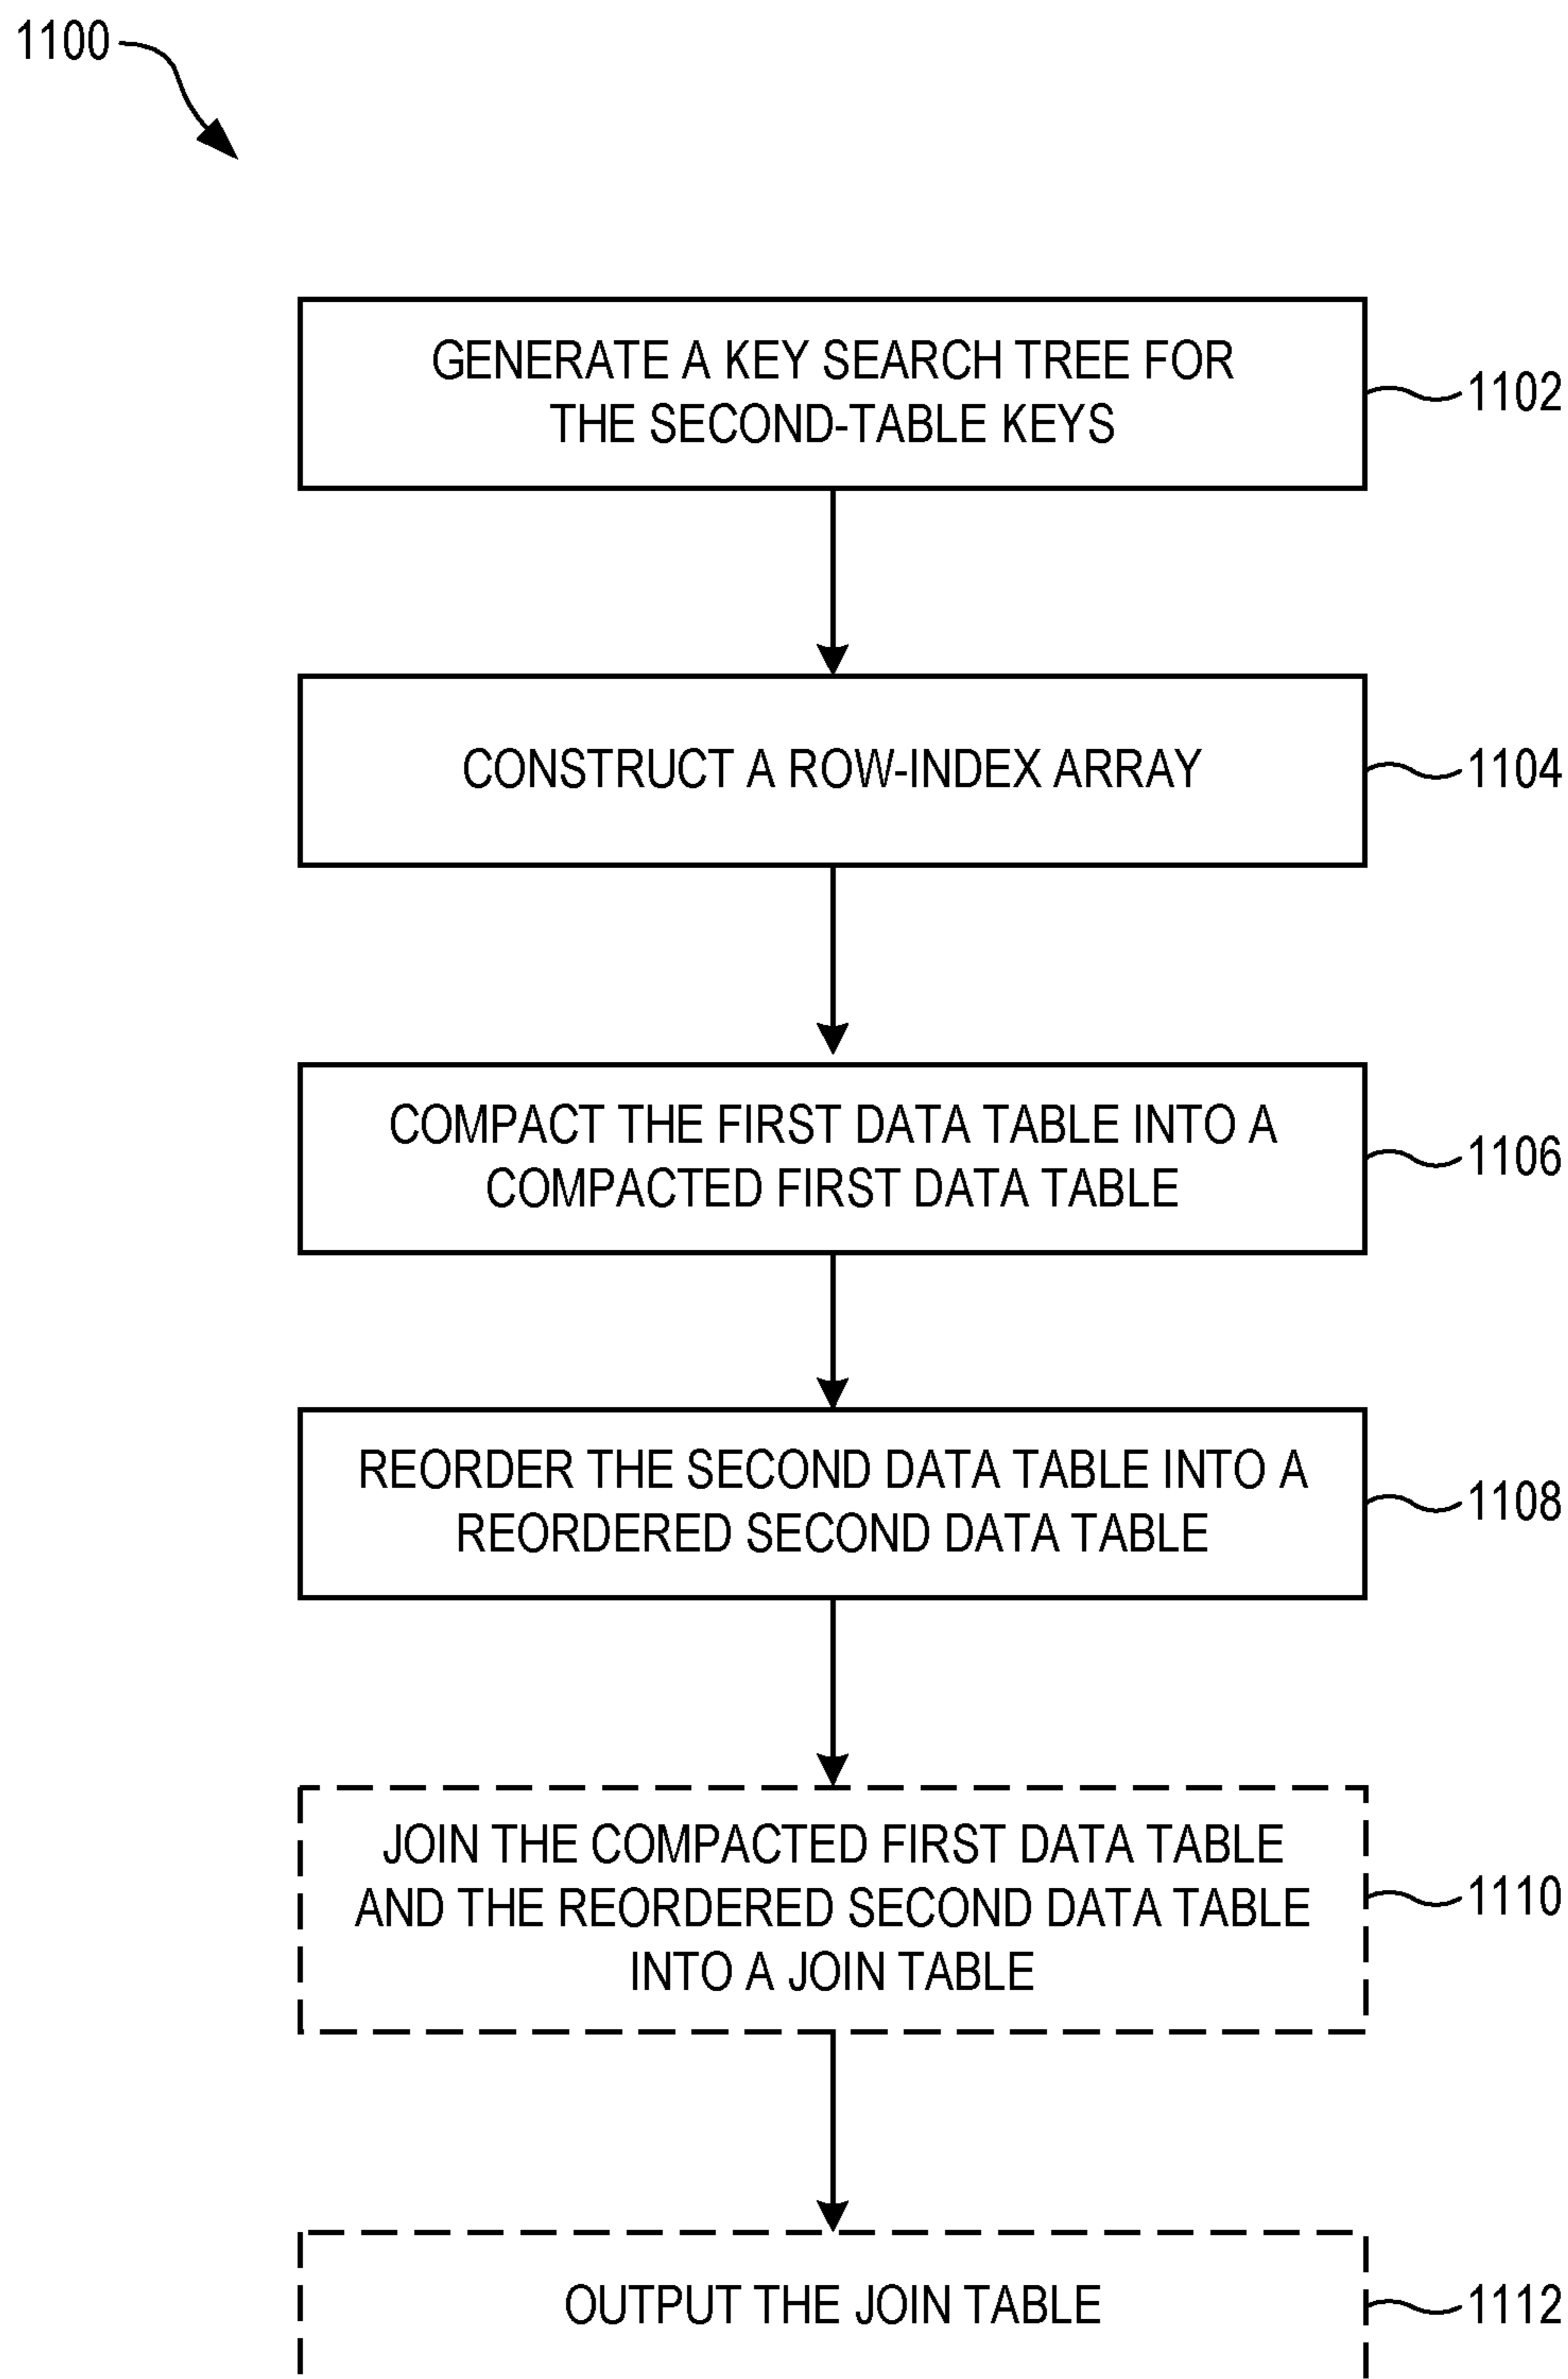 1100
GENERATE A KEY SEARCH TREE FOR
THE SECOND-TABLE KEYS
1102
CONSTRUCT A ROW-INDEX ARRAY
1104
COMPACT THE FIRST DATA TABLE INTO A
COMPACTED FIRST DATA TABLE
1106
REORDER THE SECOND DATA TABLE INTO A
REORDERED SECOND DATA TABLE
1108
JOIN THE COMPACTED FIRST DATA TABLE
AND THE REORDERED SECOND DATA TABLE
INTO A JOIN TABLE
1110
OUTPUT THE JOIN TABLE
1112